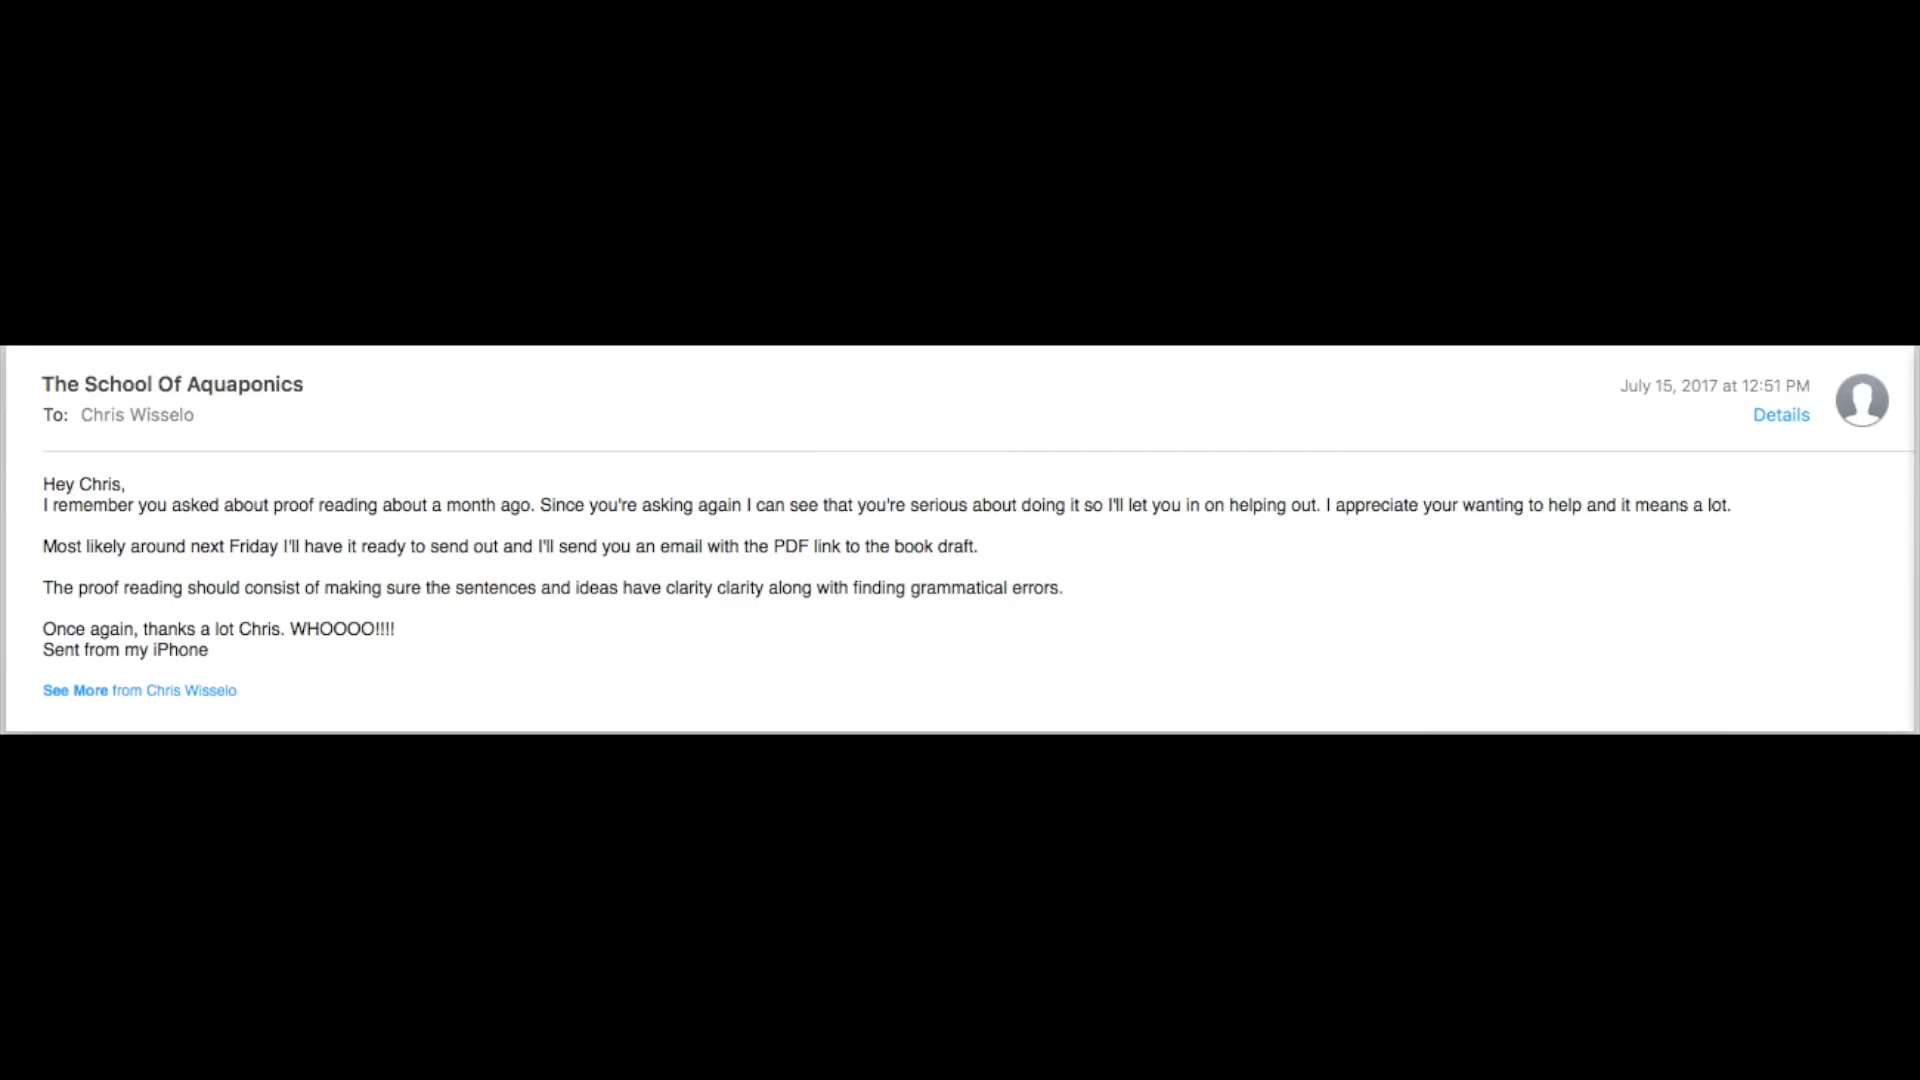 The School Of Aquaponics
July 15, 2017 at 12:51 PM
To: Chris Wisselo
Details
Hey Chris,
I remember you asked about proof reading about a month ago. Since you're asking again I can see that you're serious about doing it so I'll let you in on helping out. I appreciate your wanting to help and it means a lot.
Most likely around next Friday I'll have it ready to send out and I'll send you an email with the PDF link to the book draft.
The proof reading should consist of making sure the sentences and ideas have clarity clarity along with finding grammatical errors.
Once again, thanks a lot Chris. WHOOOO!!!!
Sent from my iPhone
See More from Chris Wisselo